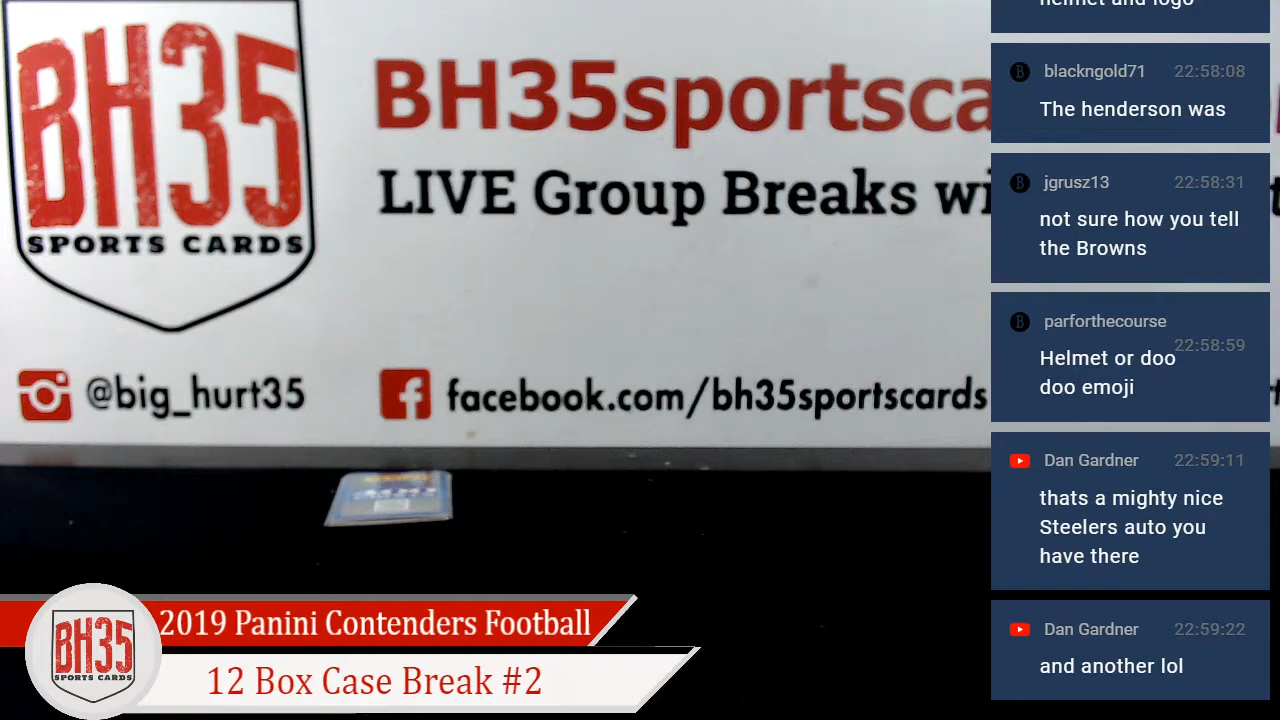 BH35
SPORTS CARDS
BH35sportsca
LIVE Group Breaks wi
@big_hurt35
facebook.com/bh35sportscards
helmet and logo
blackngold71 22:58:08
The henderson was
jgrusz13 22:58:31
not sure how you tell
the Browns
parforthecourse
22:58:59
Helmet or doo
doo emoji
Dan Gardner 22:59:11
thats a mighty nice
Steelers auto you
have there
Dan Gardner 22:59:22
and another lol
BH35
SPORTS CARDS
2019 Panini Contenders Football
12 Box Case Break #2